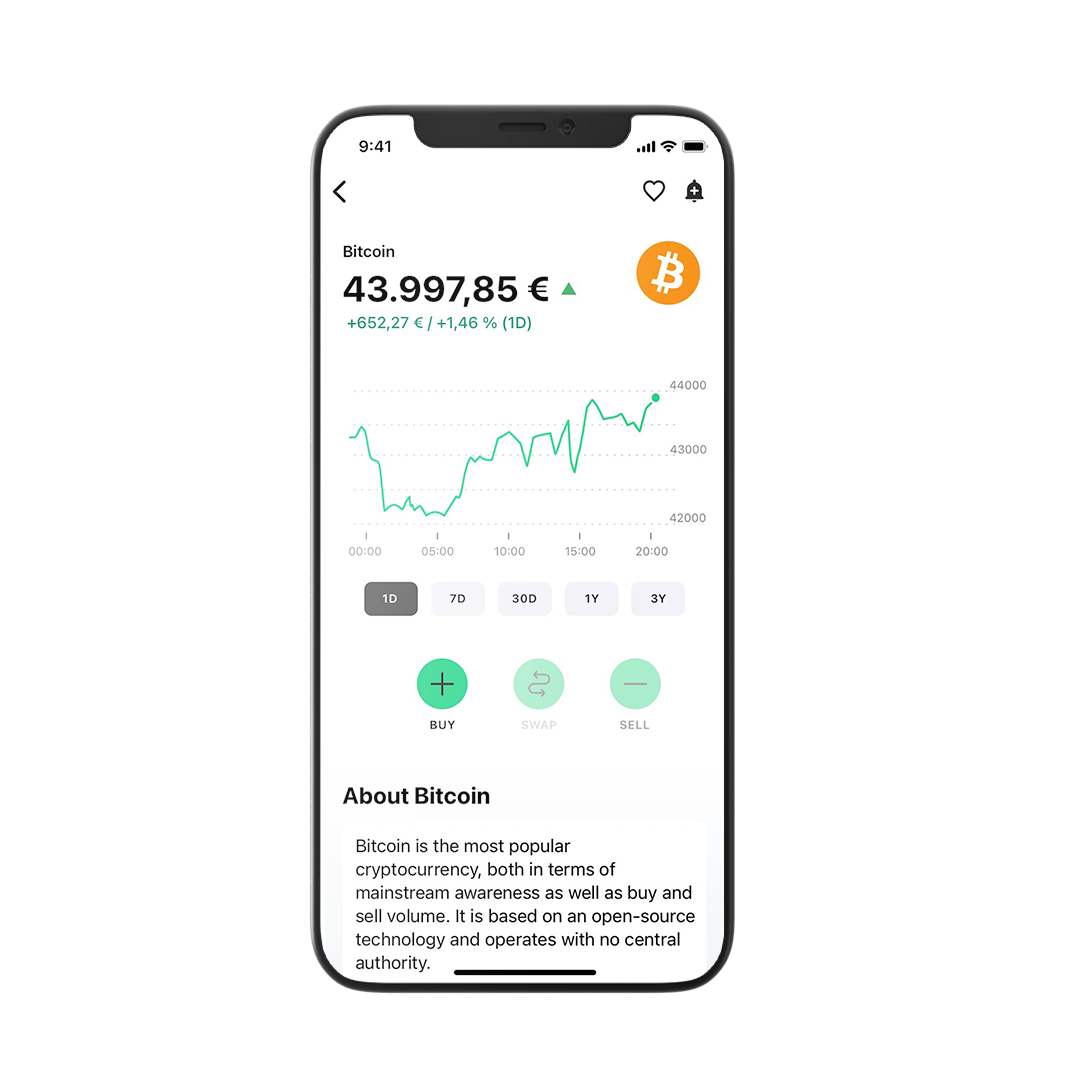 9:41
Bitcoin
43.997,85 €
+652,27 € / +1,46 % (1D)
44000
43000
42000
00:00 05:00 10:00 15:00 20:00
1D 7D 30D 1Y 3Y
BUY SWAP SELL
About Bitcoin
Bitcoin is the most popular
cryptocurrency, both in terms of
mainstream awareness as well as buy and
sell volume. It is based on an open-source
technology and operates with no central
authority.